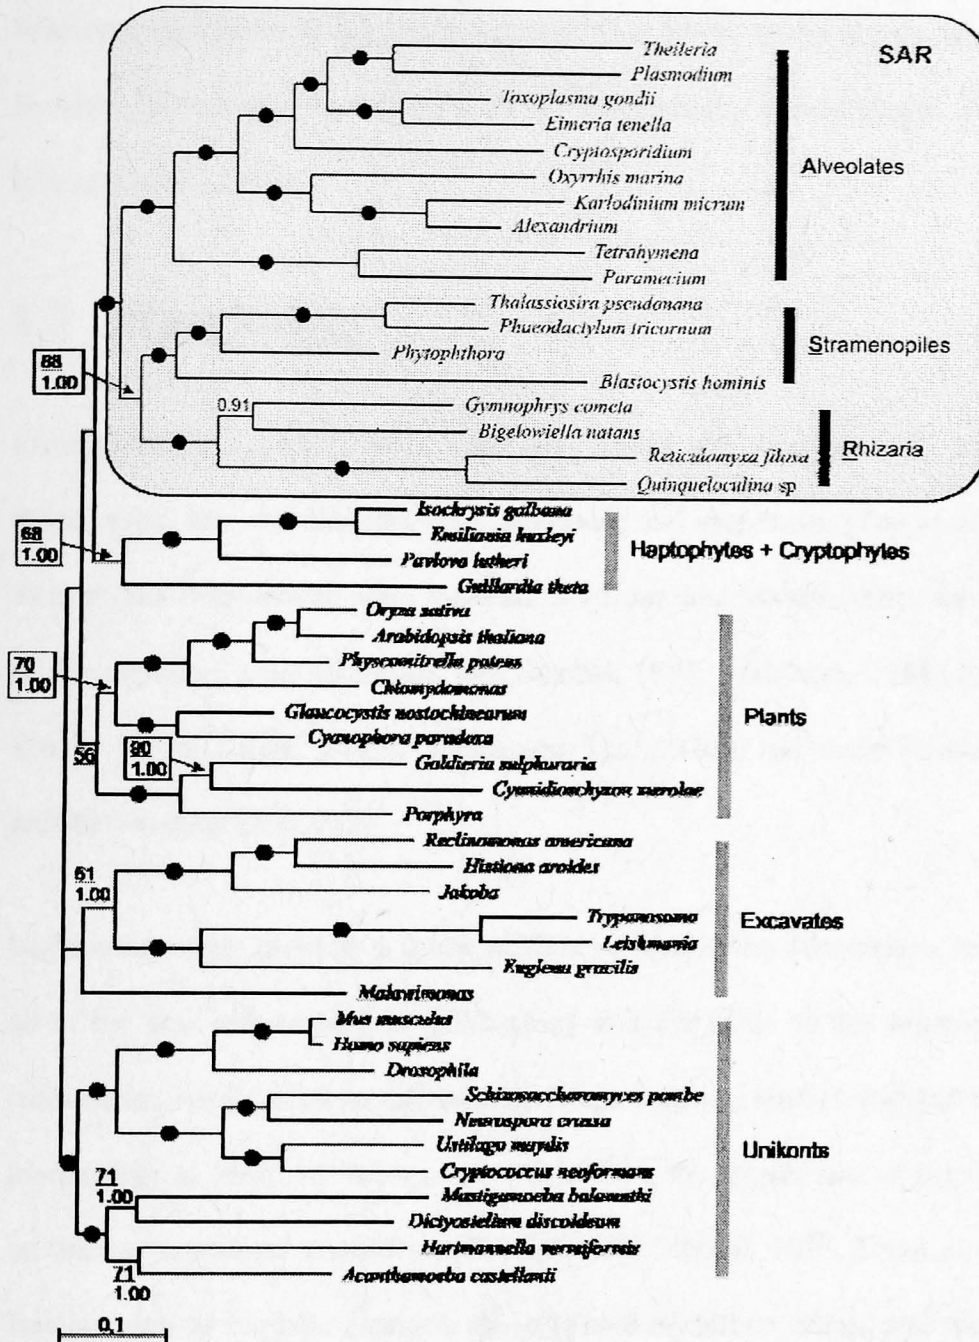 SAR
Theileria
Plasmodium
Toxoplasma gondii
Eimeria tenella
Cryptosporidium
Alveolates
Oxyrrhis marina
Karlodinium micrum
Alexandrium
Tetrahymena
Paramecium
Thalassiosira pseudonana
Phaeodactylum tricornum
Stramenopiles
Phytophthora
88
1.00
Blastocystis hominis
0.91
Gymnophrys cometa
Bigelowiella natans
Rhizaria
Reticulomyxa filosa
Quinqueloculina sp
Isochrysis galbana
68
1.00
Emiliania huxleyi
Haptophytes + Cryptophytes
Pavlova lutheri
Guillardia theta
Oryza sativa
Arabidopsis thaliana
70
1.00
Physcomitrella patens
Chlamydomonas
Glaucocystis nostochinearum
Plants
Cyanophora paradoxa
56
90
1.00
Galdieria sulphuraria
Cyanidioschyzon merolae
Porphyra
Reclinomonas americana
Histiona aroides
61
1.00
Jakoba
Trypanosoma
Excavates
Leishmania
Euglena gracilis
Malawimonas
Mus musculus
Homo sapiens
Drosophila
Schizosaccharomyces pombe
Neurospora crassa
Ustilago maydis
Unikonts
Cryptococcus neoformans
71
1.00
Mastigamoeba balamuthi
Dictyostelium discoideum
Hartmannella vermiformis
71
1.00
Acanthamoeba castellanii
0.1